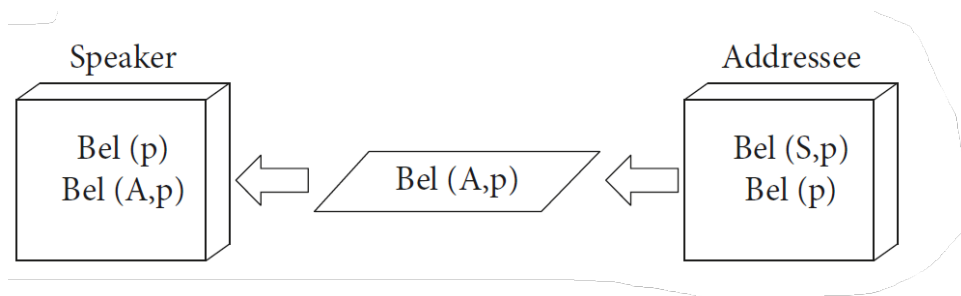 Speaker
Addressee
Bel (p)
Bel (A,p)
Bel (A,p)
Bel (S,p)
Bel (p)